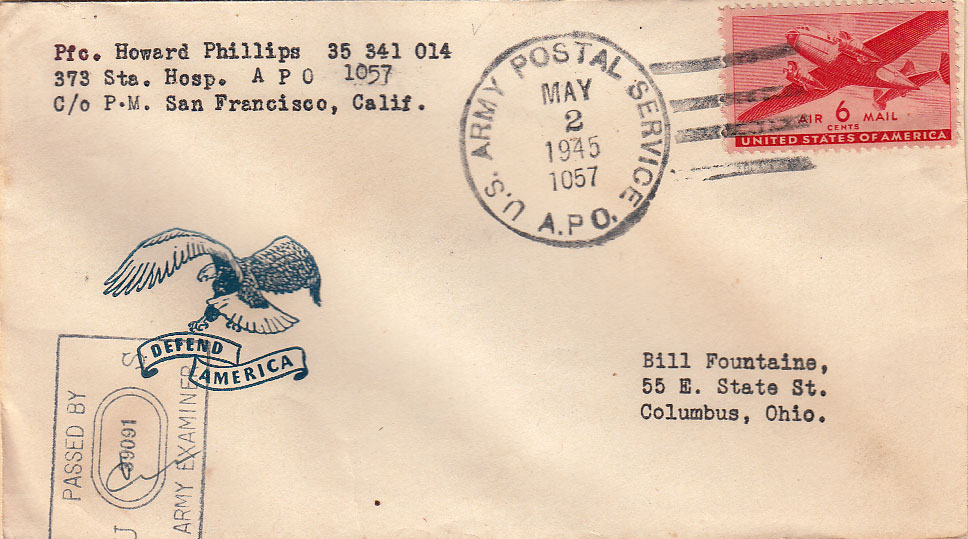 Pfc. Howard Phillips 35 341 014
373 Sta. Hosp. A P O 1057
C/o P.M. San Francisco, Calif.
U.S. ARMY POSTAL SERVICE
MAY
2
1945
1057
A.P.O.
AIR 6 MAIL
CENTS
UNITED STATES OF AMERICA
DEFEND
AMERICA
PASSED BY
U S
39091
ARMY EXAMINER
Bill Fountaine,
55 E. State St.
Columbus, Ohio.